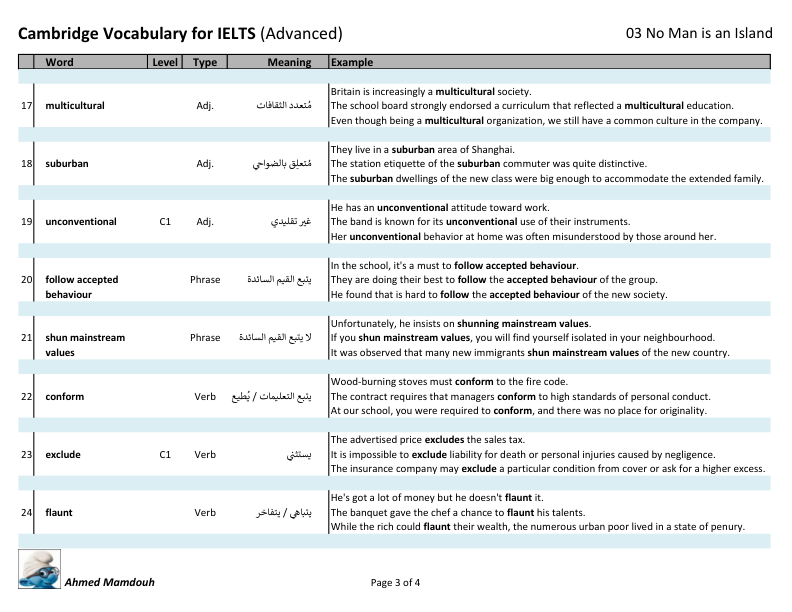 Cambridge Vocabulary for IELTS (Advanced) 03 No Man is an Island
Word Level Type Meaning Example
Britain is increasingly a multicultural society.
17 multicultural Adj. مُتعدد الثقافات The school board strongly endorsed a curriculum that reflected a multicultural education.
Even though being a multicultural organization, we still have a common culture in the company.
They live in a suburban area of Shanghai.
18 suburban Adj. مُتعلِق بالضواحي The station etiquette of the suburban commuter was quite distinctive.
The suburban dwellings of the new class were big enough to accommodate the extended family.
He has an unconventional attitude toward work.
19 unconventional C1 Adj. غير تقليدي The band is known for its unconventional use of their instruments.
Her unconventional behavior at home was often misunderstood by those around her.
In the school, it's a must to follow accepted behaviour.
20 follow accepted Phrase يتبع القيم السائدة They are doing their best to follow the accepted behaviour of the group.
behaviour He found that is hard to follow the accepted behaviour of the new society.
Unfortunately, he insists on shunning mainstream values.
21 shun mainstream Phrase لا يتبع القيم السائدة If you shun mainstream values, you will find yourself isolated in your neighbourhood.
values It was observed that many new immigrants shun mainstream values of the new country.
Wood-burning stoves must conform to the fire code.
22 conform Verb يتبع التعليمات / يُطيع The contract requires that managers conform to high standards of personal conduct.
At our school, you were required to conform, and there was no place for originality.
The advertised price excludes the sales tax.
23 exclude C1 Verb يستثني It is impossible to exclude liability for death or personal injuries caused by negligence.
The insurance company may exclude a particular condition from cover or ask for a higher excess.
He's got a lot of money but he doesn't flaunt it.
24 flaunt Verb يتباهي / يتفاخر The banquet gave the chef a chance to flaunt his talents.
While the rich could flaunt their wealth, the numerous urban poor lived in a state of penury.
Ahmed Mamdouh Page 3 of 4